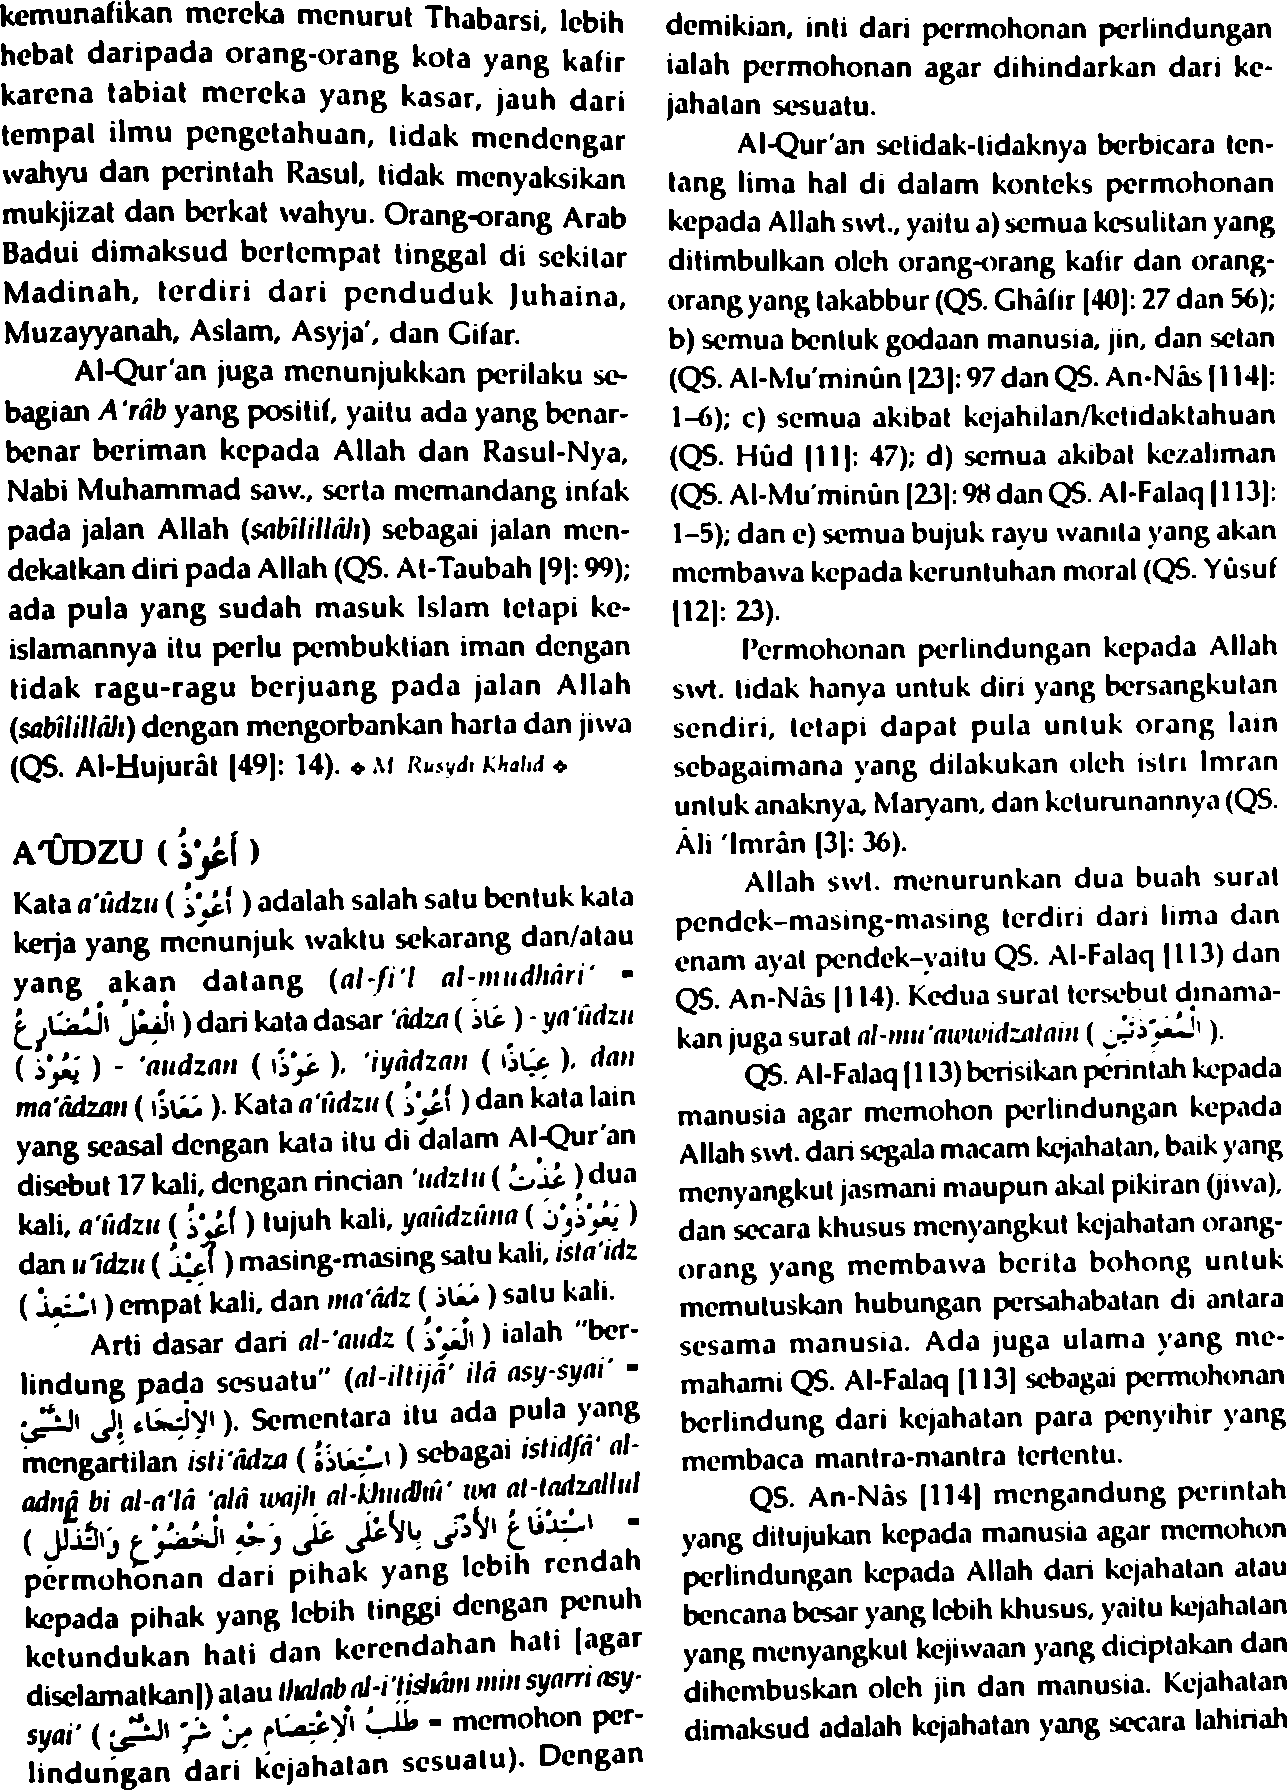 kemunafikan mereka menurut Thabarsi, lebih
hebat daripada orang-orang kota yang kafir
karena tabiat mereka yang kasar, jauh dari
tempat ilmu pengetahuan, tidak mendengar
wahyu dan perintah Rasul, tidak menyaksikan
mukjizat dan berkat wahyu. Orang-orang Arab
Badui dimaksud bertempat tinggal di sekitar
Madinah, terdiri dari penduduk Juhaina,
Muzayyanah, Aslam, Asyja', dan Gifar.
Al-Qur'an juga menunjukkan perilaku se-
bagian A'râb yang positif, yaitu ada yang benar-
benar beriman kepada Allah dan Rasul-Nya,
Nabi Muhammad saw., serta memandang infak
pada jalan Allah (sabîlillâh) sebagai jalan men-
dekatkan diri pada Allah (QS. At-Taubah [9]: 99);
ada pula yang sudah masuk Islam tetapi ke-
islamannya itu perlu pembuktian iman dengan
tidak ragu-ragu berjuang pada jalan Allah
(sabîlillâh) dengan mengorbankan harta dan jiwa
(QS. Al-Hujurât [49]: 14). ❖ M Rusydi Khalid ❖
A'ÛDZU ( أَعُوْذُ )
Kata a'ûdzu ( أَعُوْذُ ) adalah salah satu bentuk kata
kerja yang menunjuk waktu sekarang dan/atau
yang akan datang (al-fi'l al-mudhâri' =
الْفِعْلُ الْمُضَارِعُ ) dari kata dasar 'âdza ( عَاذَ ) - ya'ûdzu
( يَعُوْذُ ) - 'audzan ( عَوْذًا ), 'iyâdzan ( عِيَاذًا ), dan
ma'âdzan ( مَعَاذًا ). Kata a'ûdzu ( أَعُوْذُ ) dan kata lain
yang seasal dengan kata itu di dalam Al-Qur'an
disebut 17 kali, dengan rincian 'udztu ( عُذْتُ ) dua
kali, a'ûdzu ( أَعُوْذُ ) tujuh kali, yaûdzûna ( يَعُوْذُوْنَ )
dan u'îdzu ( أُعِيْذُ ) masing-masing satu kali, ista'idz
( اِسْتَعِذْ ) empat kali, dan ma'âdz ( مَعَاذَ ) satu kali.
Arti dasar dari al-'audz ( الْعَوْذُ ) ialah "ber-
lindung pada sesuatu" (al-iltijâ' ilâ asy-syai' =
الاِلْتِجَاءُ إِلَى الشَّيْءِ ). Sementara itu ada pula yang
mengartikan isti'âdza ( اِسْتِعَاذَةُ ) sebagai istidfâ' al-
adnâ bi al-a'lâ 'alâ wajh al-khudhû' wa at-tadzallul
( اِسْتِدْفَاعُ الأَدْنَى بِالأَعْلَى عَلَى وَجْهِ الْخُضُوْعِ وَالتَّذَلُّلِ =
permohonan dari pihak yang lebih rendah
kepada pihak yang lebih tinggi dengan penuh
ketundukan hati dan kerendahan hati [agar
diselamatkan]) atau thalab al-i'tishâm min syarri asy-
syai' ( طَلَبُ الاِعْتِصَامِ مِنْ شَرِّ الشَّيْءِ = memohon per-
lindungan dari kejahatan sesuatu). Dengan
demikian, inti dari permohonan perlindungan
ialah permohonan agar dihindarkan dari ke-
jahatan sesuatu.
Al-Qur'an setidak-tidaknya berbicara ten-
tang lima hal di dalam konteks permohonan
kepada Allah swt., yaitu a) semua kesulitan yang
ditimbulkan oleh orang-orang kafir dan orang-
orang yang takabbur (QS. Ghâfir [40]: 27 dan 56);
b) semua bentuk godaan manusia, jin, dan setan
(QS. Al-Mu'minûn [23]: 97 dan QS. An-Nâs [114]:
1–6); c) semua akibat kejahilan/ketidaktahuan
(QS. Hûd [11]: 47); d) semua akibat kezaliman
(QS. Al-Mu'minûn [23]: 98 dan QS. Al-Falaq [113]:
1–5); dan e) semua bujuk rayu wanita yang akan
membawa kepada keruntuhan moral (QS. Yûsuf
[12]: 23).
Permohonan perlindungan kepada Allah
swt. tidak hanya untuk diri yang bersangkutan
sendiri, tetapi dapat pula untuk orang lain
sebagaimana yang dilakukan oleh istri Imran
untuk anaknya, Maryam, dan keturunannya (QS.
Âli 'Imrân [3]: 36).
Allah swt. menurunkan dua buah surat
pendek–masing-masing terdiri dari lima dan
enam ayat pendek–yaitu QS. Al-Falaq [113) dan
QS. An-Nâs [114). Kedua surat tersebut dinama-
kan juga surat al-mu'awwidzatain ( الْمُعَوِّذَتَيْنِ ).
QS. Al-Falaq [113) berisikan perintah kepada
manusia agar memohon perlindungan kepada
Allah swt. dari segala macam kejahatan, baik yang
menyangkut jasmani maupun akal pikiran (jiwa),
dan secara khusus menyangkut kejahatan orang-
orang yang membawa berita bohong untuk
memutuskan hubungan persahabatan di antara
sesama manusia. Ada juga ulama yang me-
mahami QS. Al-Falaq [113] sebagai permohonan
berlindung dari kejahatan para penyihir yang
membaca mantra-mantra tertentu.
QS. An-Nâs [114] mengandung perintah
yang ditujukan kepada manusia agar memohon
perlindungan kepada Allah dari kejahatan atau
bencana besar yang lebih khusus, yaitu kejahatan
yang menyangkut kejiwaan yang diciptakan dan
dihembuskan oleh jin dan manusia. Kejahatan
dimaksud adalah kejahatan yang secara lahiriah